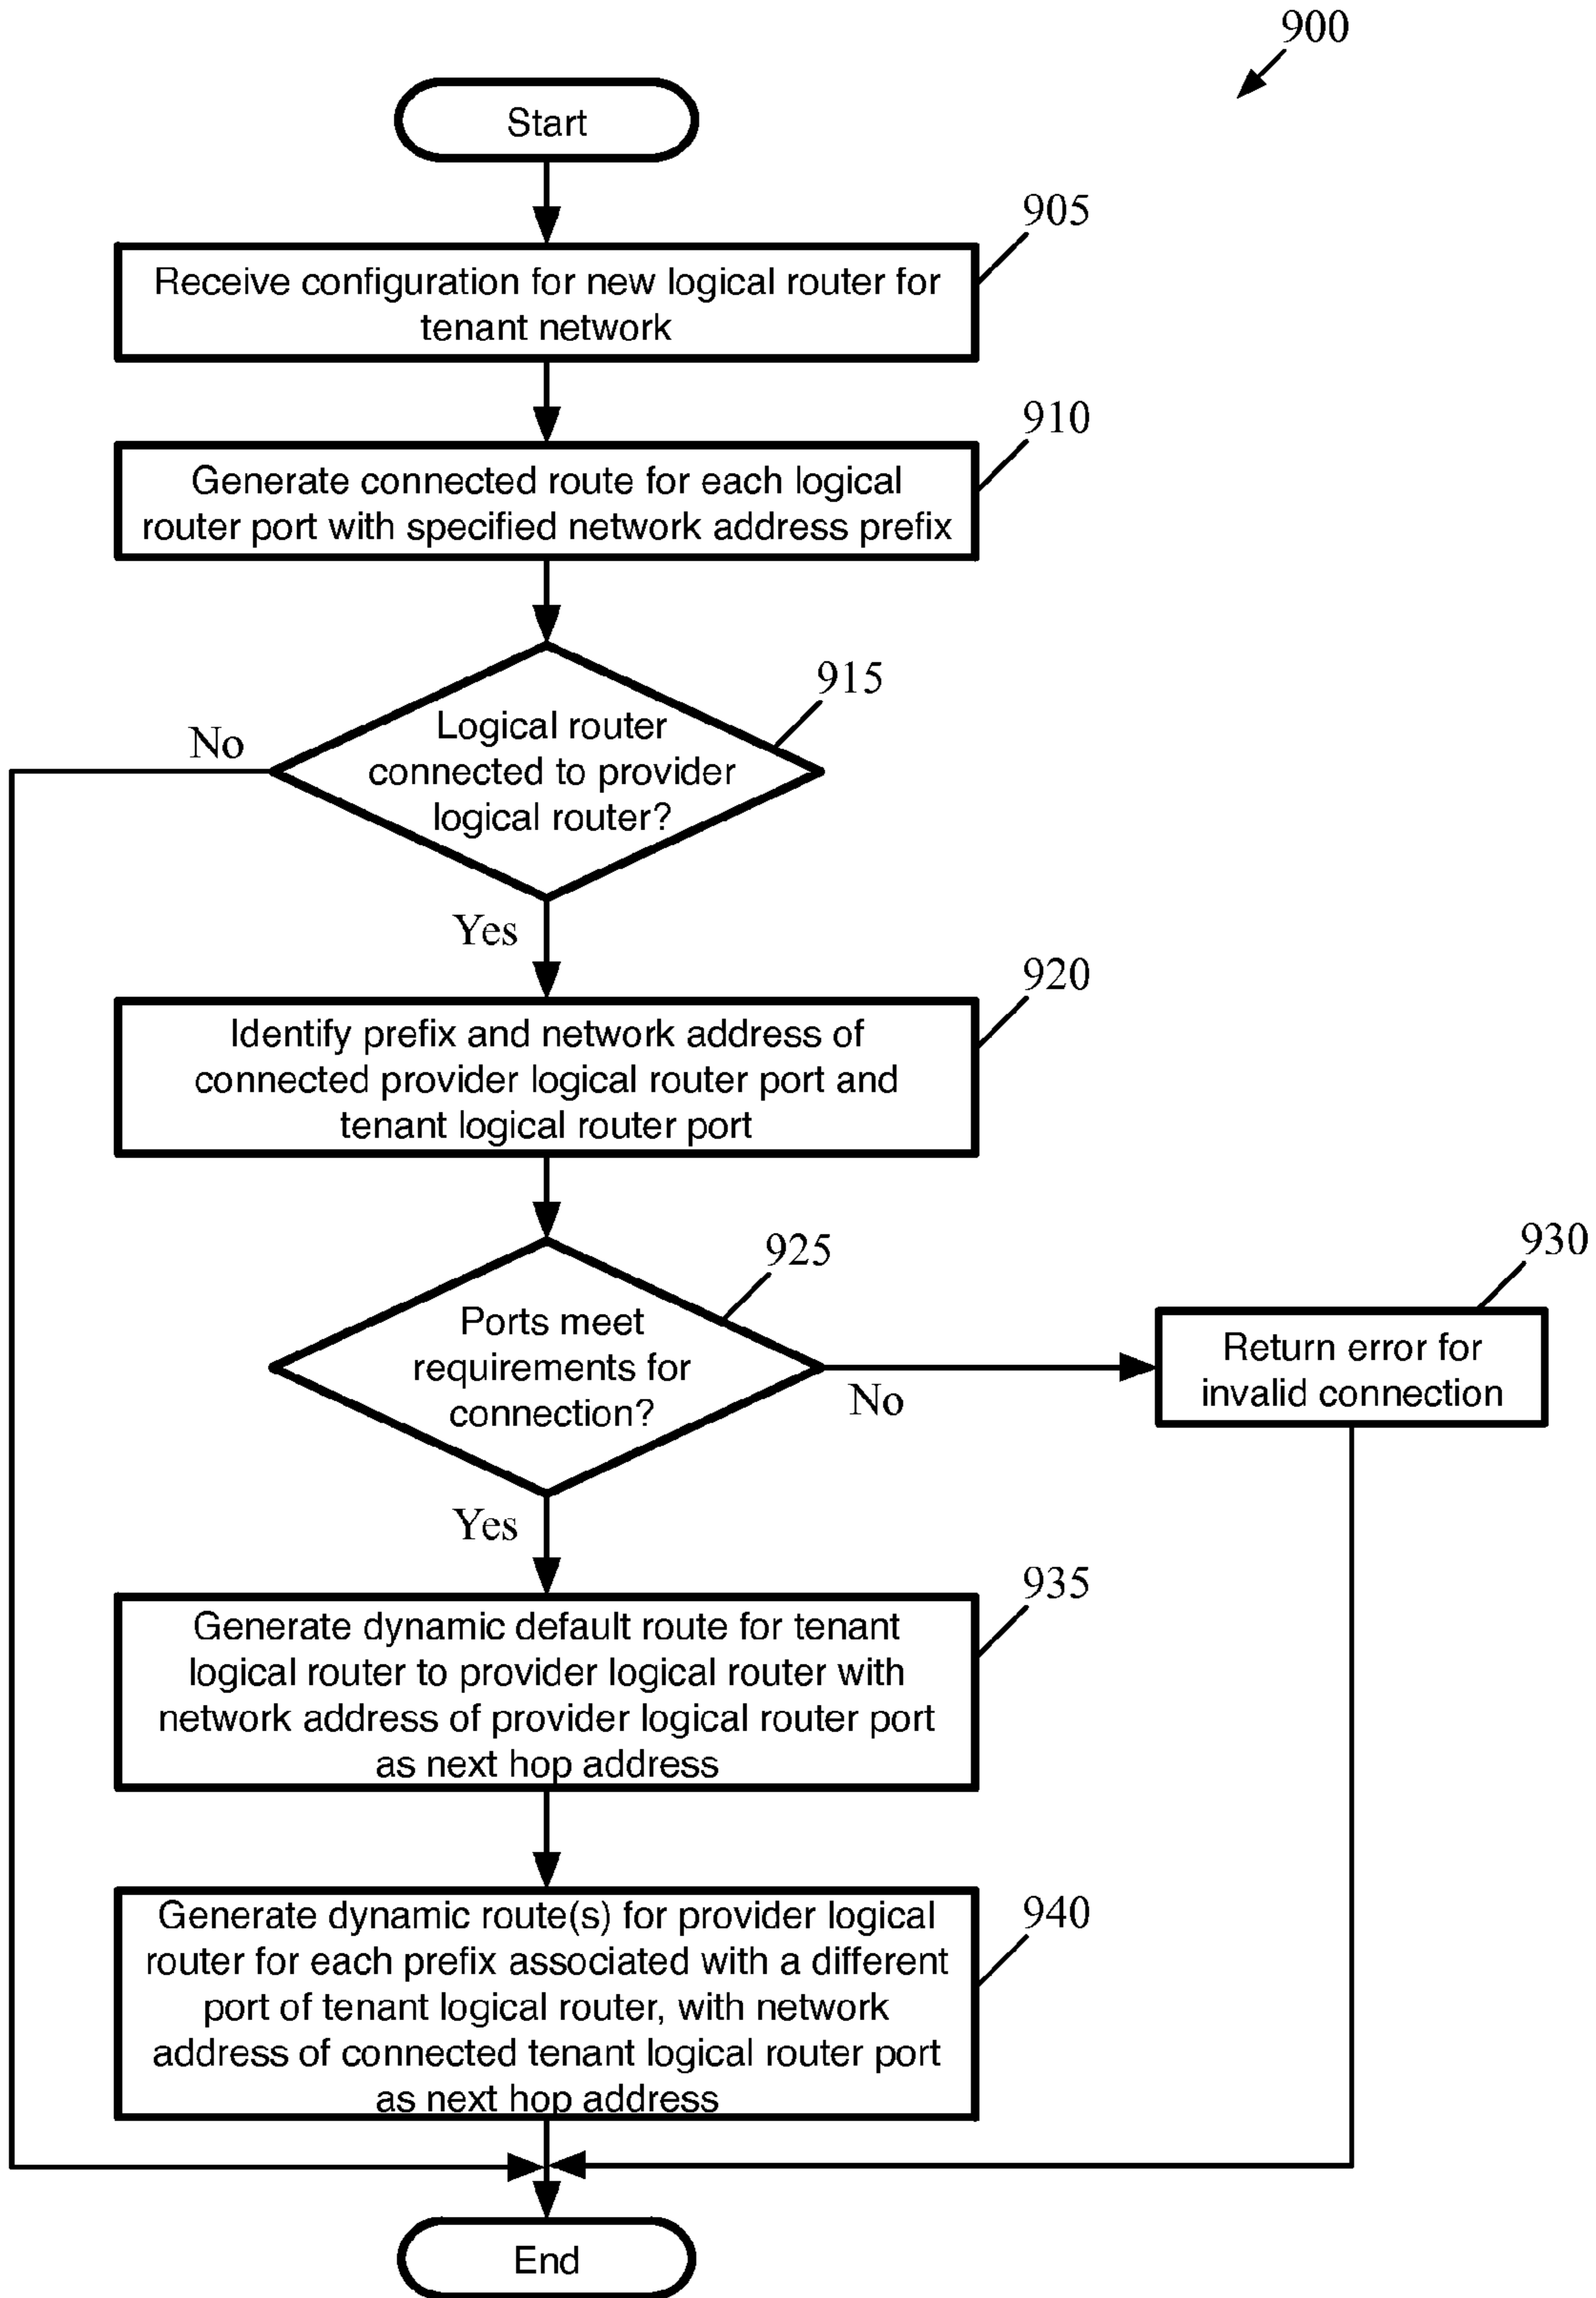 900
Start
905
Receive configuration for new logical router for
tenant network
910
Generate connected route for each logical
router port with specified network address prefix
915
Logical router
connected to provider
logical router?
No
Yes
920
Identify prefix and network address of
connected provider logical router port and
tenant logical router port
925
Ports meet
requirements for
connection?
No
930
Return error for
invalid connection
Yes
935
Generate dynamic default route for tenant
logical router to provider logical router with
network address of provider logical router port
as next hop address
940
Generate dynamic route(s) for provider logical
router for each prefix associated with a different
port of tenant logical router, with network
address of connected tenant logical router port
as next hop address
End